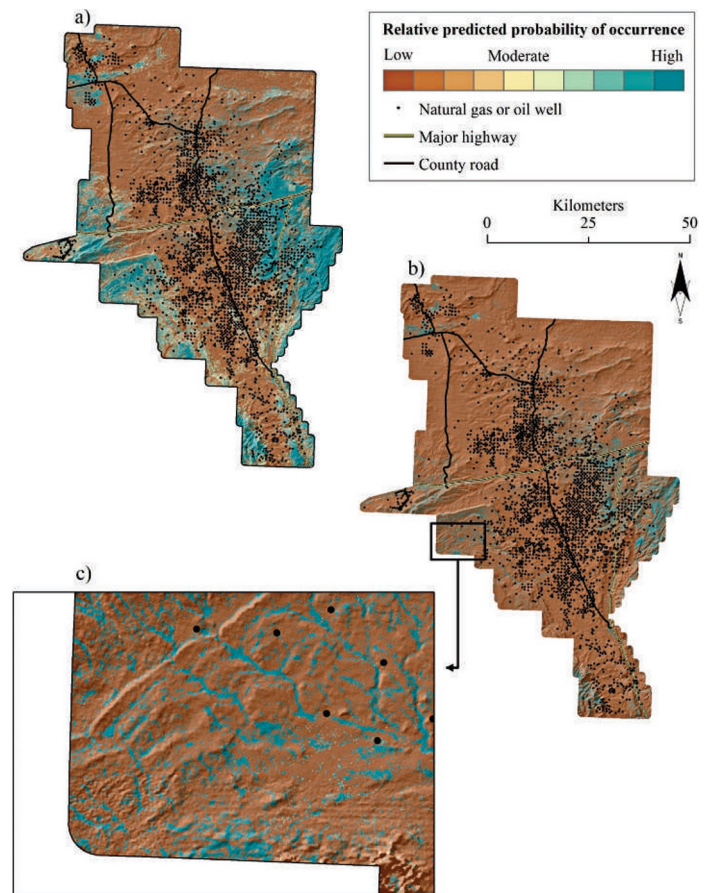 a)
Relative predicted probability of occurrence
Low Moderate High
Natural gas or oil well
Major highway
County road
Kilometers
0 25 50
b)
N
S
c)